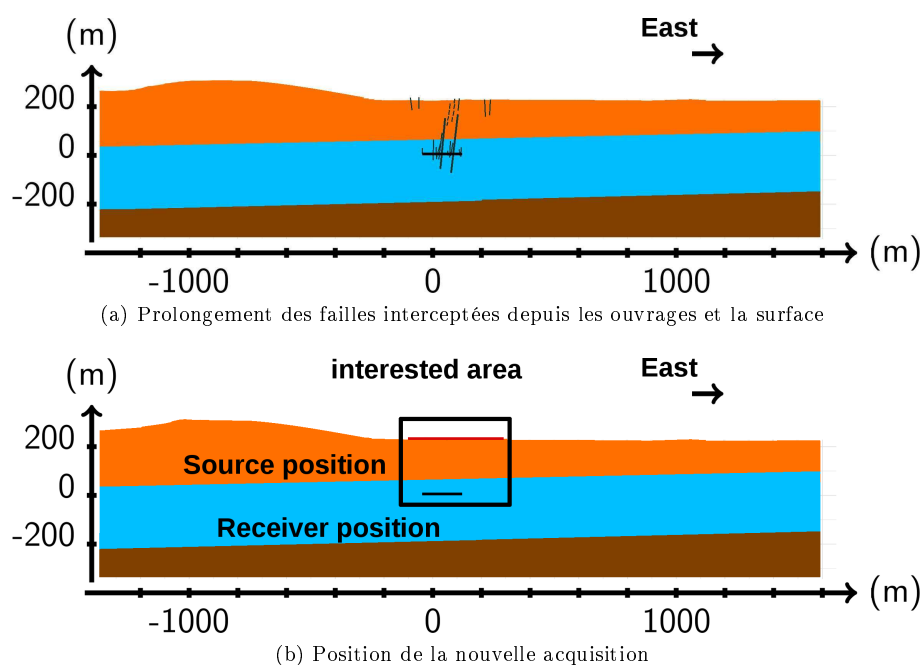 (m)
East
200
0
-200
-1000
0
1000
(m)
(a) Prolongement des failles interceptées depuis les ouvrages et la surface
(m)
interested area
East
200
Source position
0
Receiver position
-200
-1000
0
1000
(m)
(b) Position de la nouvelle acquisition